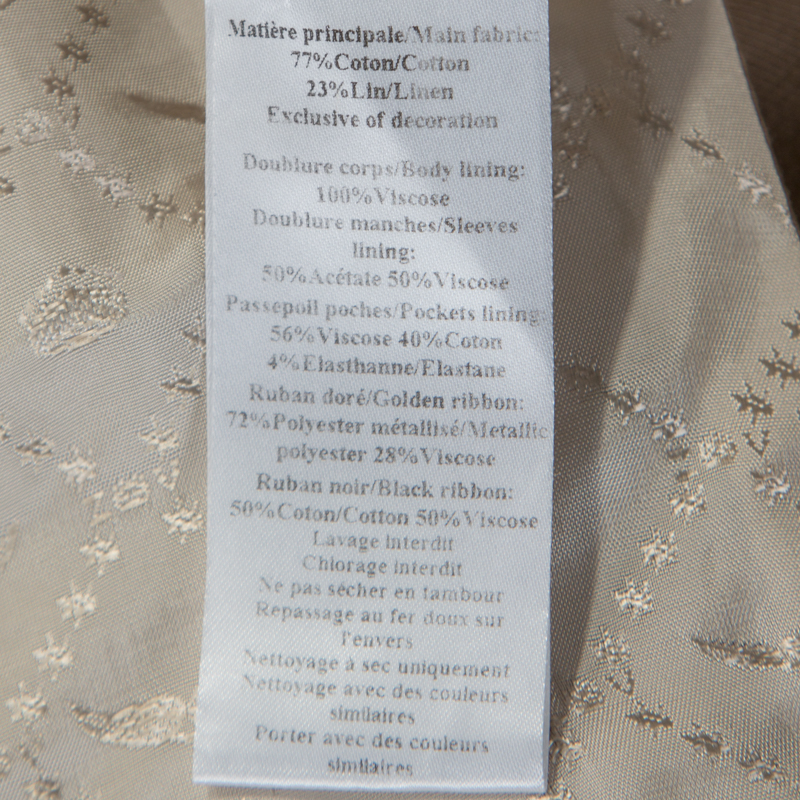 Matière principale/Main fabric:
77%Coton/Cotton
23%Lin/Linen
Exclusive of decoration
Doublure corps/Body lining:
100%Viscose
Doublure manches/Sleeves
lining:
50%Acétate 50%Viscose
Passepoil poches/Pockets lining:
56%Viscose 40%Coton
4%Elasthanne/Elastane
Ruban doré/Golden ribbon:
72%Polyester métallisé/Metallic
polyester 28%Viscose
Ruban noir/Black ribbon:
50%Coton/Cotton 50%Viscose
Lavage interdit
Chlorage interdit
Ne pas sécher en tambour
Repassage au fer doux sur
l'envers
Nettoyage à sec uniquement
Nettoyage avec des couleurs
similaires
Porter avec des couleurs
similaires